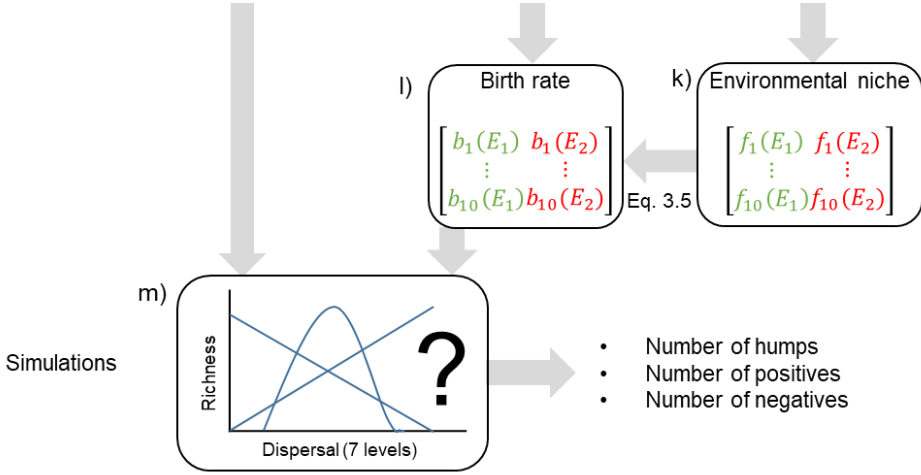 l)
Birth rate
b₁(E₁) b₁(E₂)
⋮ ⋮
b₁₀(E₁) b₁₀(E₂)
Eq. 3.5
k)
Environmental niche
f₁(E₁) f₁(E₂)
⋮ ⋮
f₁₀(E₁) f₁₀(E₂)
m)
Simulations
Richness
?
Dispersal (7 levels)
• Number of humps
• Number of positives
• Number of negatives